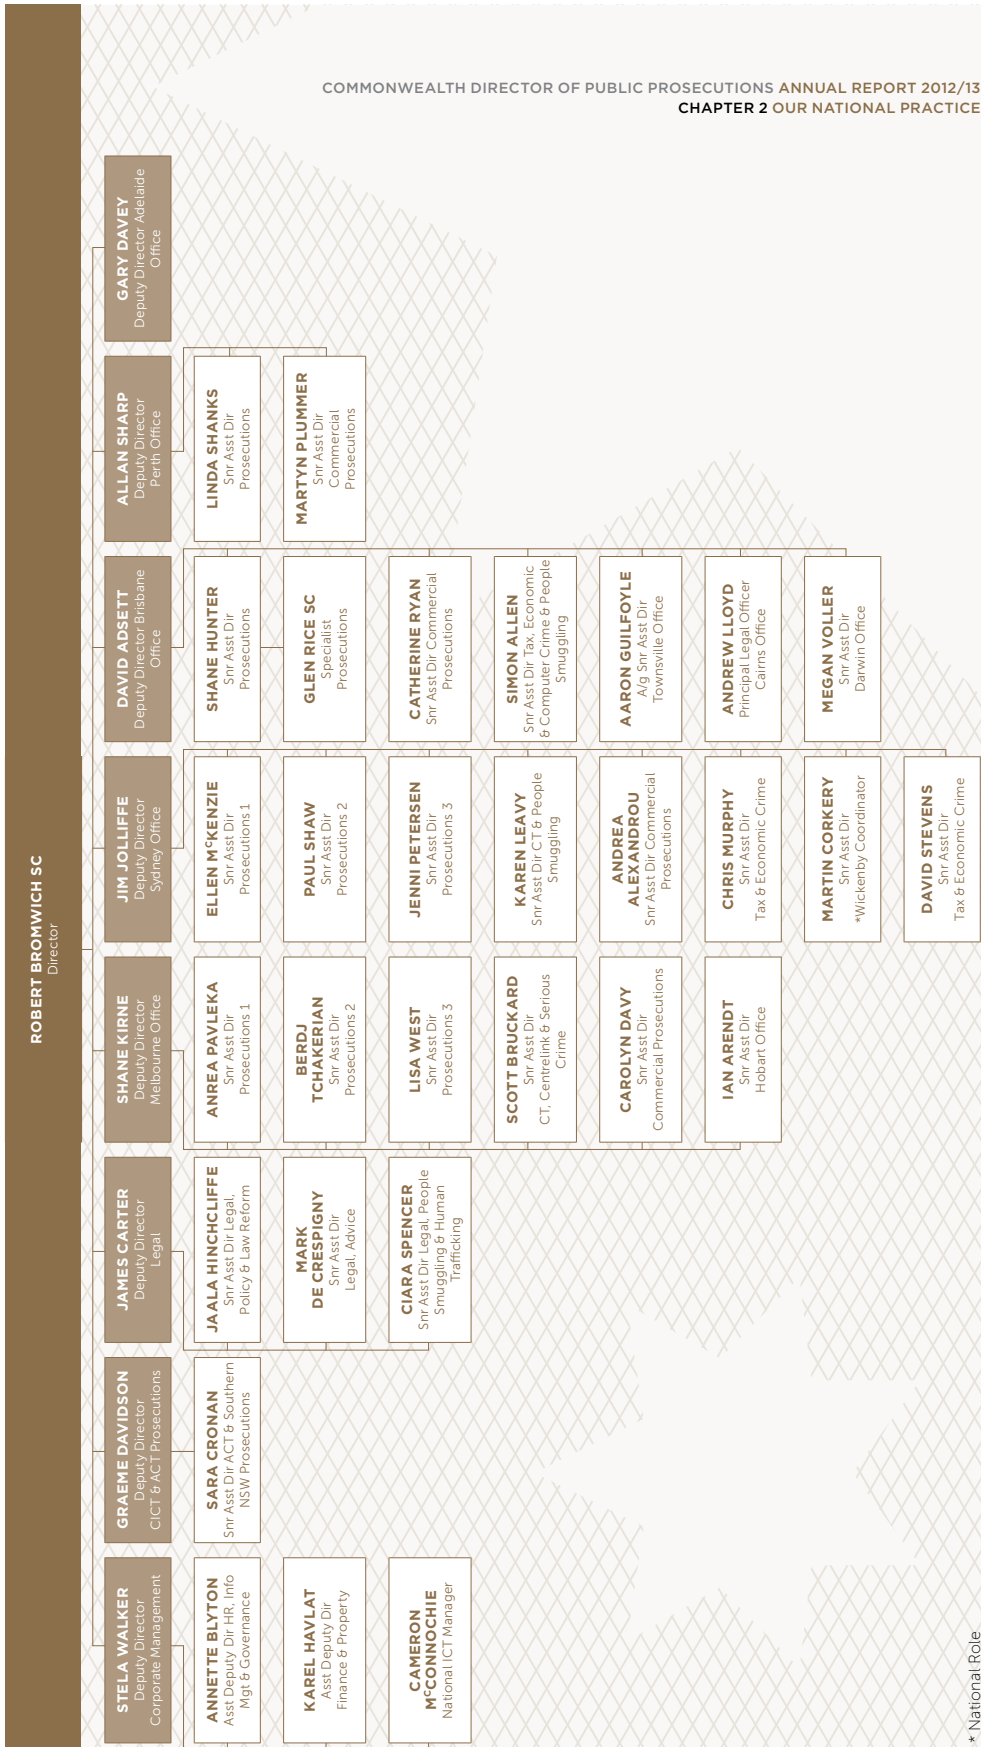 COMMONWEALTH DIRECTOR OF PUBLIC PROSECUTIONS ANNUAL REPORT 2012/13
CHAPTER 2 OUR NATIONAL PRACTICE
ROBERT BROMWICH SC
Director
STELA WALKER
Deputy Director
Corporate Management
ANNETTE BLYTON
Asst Deputy Dir HR, Info
Mgt & Governance
KAREL HAVLAT
Asst Deputy Dir
Finance & Property
CAMERON
MCCONNOCHIE
National ICT Manager
GRAEME DAVIDSON
Deputy Director
CICT & ACT Prosecutions
SARA CRONAN
Snr Asst Dir ACT & Southern
NSW Prosecutions
JAMES CARTER
Deputy Director
Legal
JAALA HINCHCLIFFE
Snr Asst Dir Legal,
Policy & Law Reform
MARK
DE CRESPIGNY
Snr Asst Dir
Legal, Advice
CIARA SPENCER
Snr Asst Dir Legal, People
Smuggling & Human
Trafficking
SHANE KIRNE
Deputy Director
Melbourne Office
ANREA PAVLEKA
Snr Asst Dir
Prosecutions 1
BERDJ
TCHAKERIAN
Snr Asst Dir
Prosecutions 2
LISA WEST
Snr Asst Dir
Prosecutions 3
SCOTT BRUCKARD
Snr Asst Dir
CT, Centrelink & Serious
Crime
CAROLYN DAVY
Snr Asst Dir
Commercial Prosecutions
IAN ARENDT
Snr Asst Dir
Hobart Office
JIM JOLLIFFE
Deputy Director
Sydney Office
ELLEN MCKENZIE
Snr Asst Dir
Prosecutions 1
PAUL SHAW
Snr Asst Dir
Prosecutions 2
JENNI PETERSEN
Snr Asst Dir
Prosecutions 3
KAREN LEAVY
Snr Asst Dir CT & People
Smuggling
ANDREA
ALEXANDROU
Snr Asst Dir Commercial
Prosecutions
CHRIS MURPHY
Snr Asst Dir
Tax & Economic Crime
MARTIN CORKERY
Snr Asst Dir
*Wickenby Coordinator
DAVID STEVENS
Snr Asst Dir
Tax & Economic Crime
DAVID ADSETT
Deputy Director Brisbane
Office
SHANE HUNTER
Snr Asst Dir
Prosecutions
GLEN RICE SC
Specialist
Prosecutions
CATHERINE RYAN
Snr Asst Dir Commercial
Prosecutions
SIMON ALLEN
Snr Asst Dir Tax, Economic
& Computer Crime & People
Smuggling
AARON GUILFOYLE
A/g Snr Asst Dir
Townsville Office
ANDREW LLOYD
Principal Legal Officer
Cairns Office
MEGAN VOLLER
Snr Asst Dir
Darwin Office
ALLAN SHARP
Deputy Director
Perth Office
LINDA SHANKS
Snr Asst Dir
Prosecutions
MARTYN PLUMMER
Snr Asst Dir
Commercial
Prosecutions
GARY DAVEY
Deputy Director Adelaide
Office
* National Role